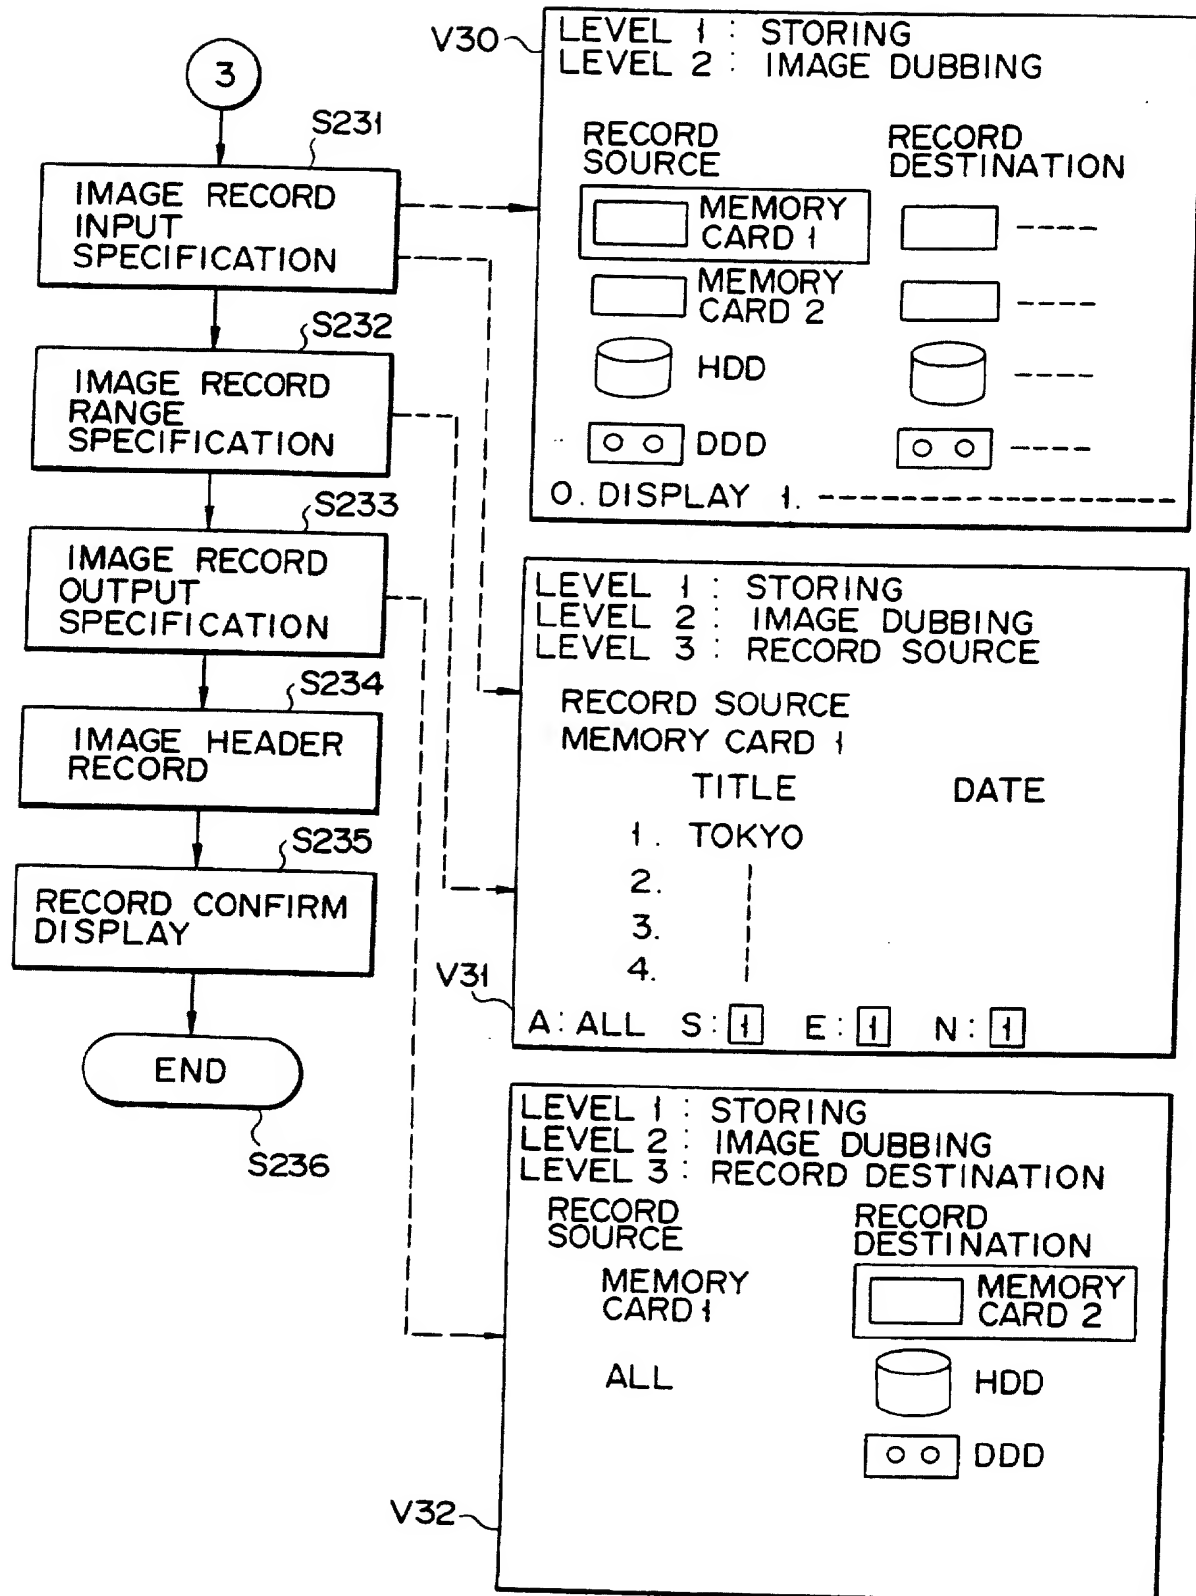 3
S231
IMAGE RECORD
INPUT
SPECIFICATION
S232
IMAGE RECORD
RANGE
SPECIFICATION
S233
IMAGE RECORD
OUTPUT
SPECIFICATION
S234
IMAGE HEADER
RECORD
S235
RECORD CONFIRM
DISPLAY
END
S236
V30
LEVEL 1 : STORING
LEVEL 2 : IMAGE DUBBING
RECORD
SOURCE
RECORD
DESTINATION
MEMORY
CARD 1
----
MEMORY
CARD 2
----
HDD
----
DDD
----
0. DISPLAY 1. --------------------
V31
LEVEL 1 : STORING
LEVEL 2 : IMAGE DUBBING
LEVEL 3 : RECORD SOURCE
RECORD SOURCE
MEMORY CARD 1
TITLE DATE
1. TOKYO
2.
3.
4.
A : ALL S : 1 E : 1 N : 1
V32
LEVEL 1 : STORING
LEVEL 2 : IMAGE DUBBING
LEVEL 3 : RECORD DESTINATION
RECORD
SOURCE
RECORD
DESTINATION
MEMORY
CARD 1
MEMORY
CARD 2
ALL
HDD
DDD